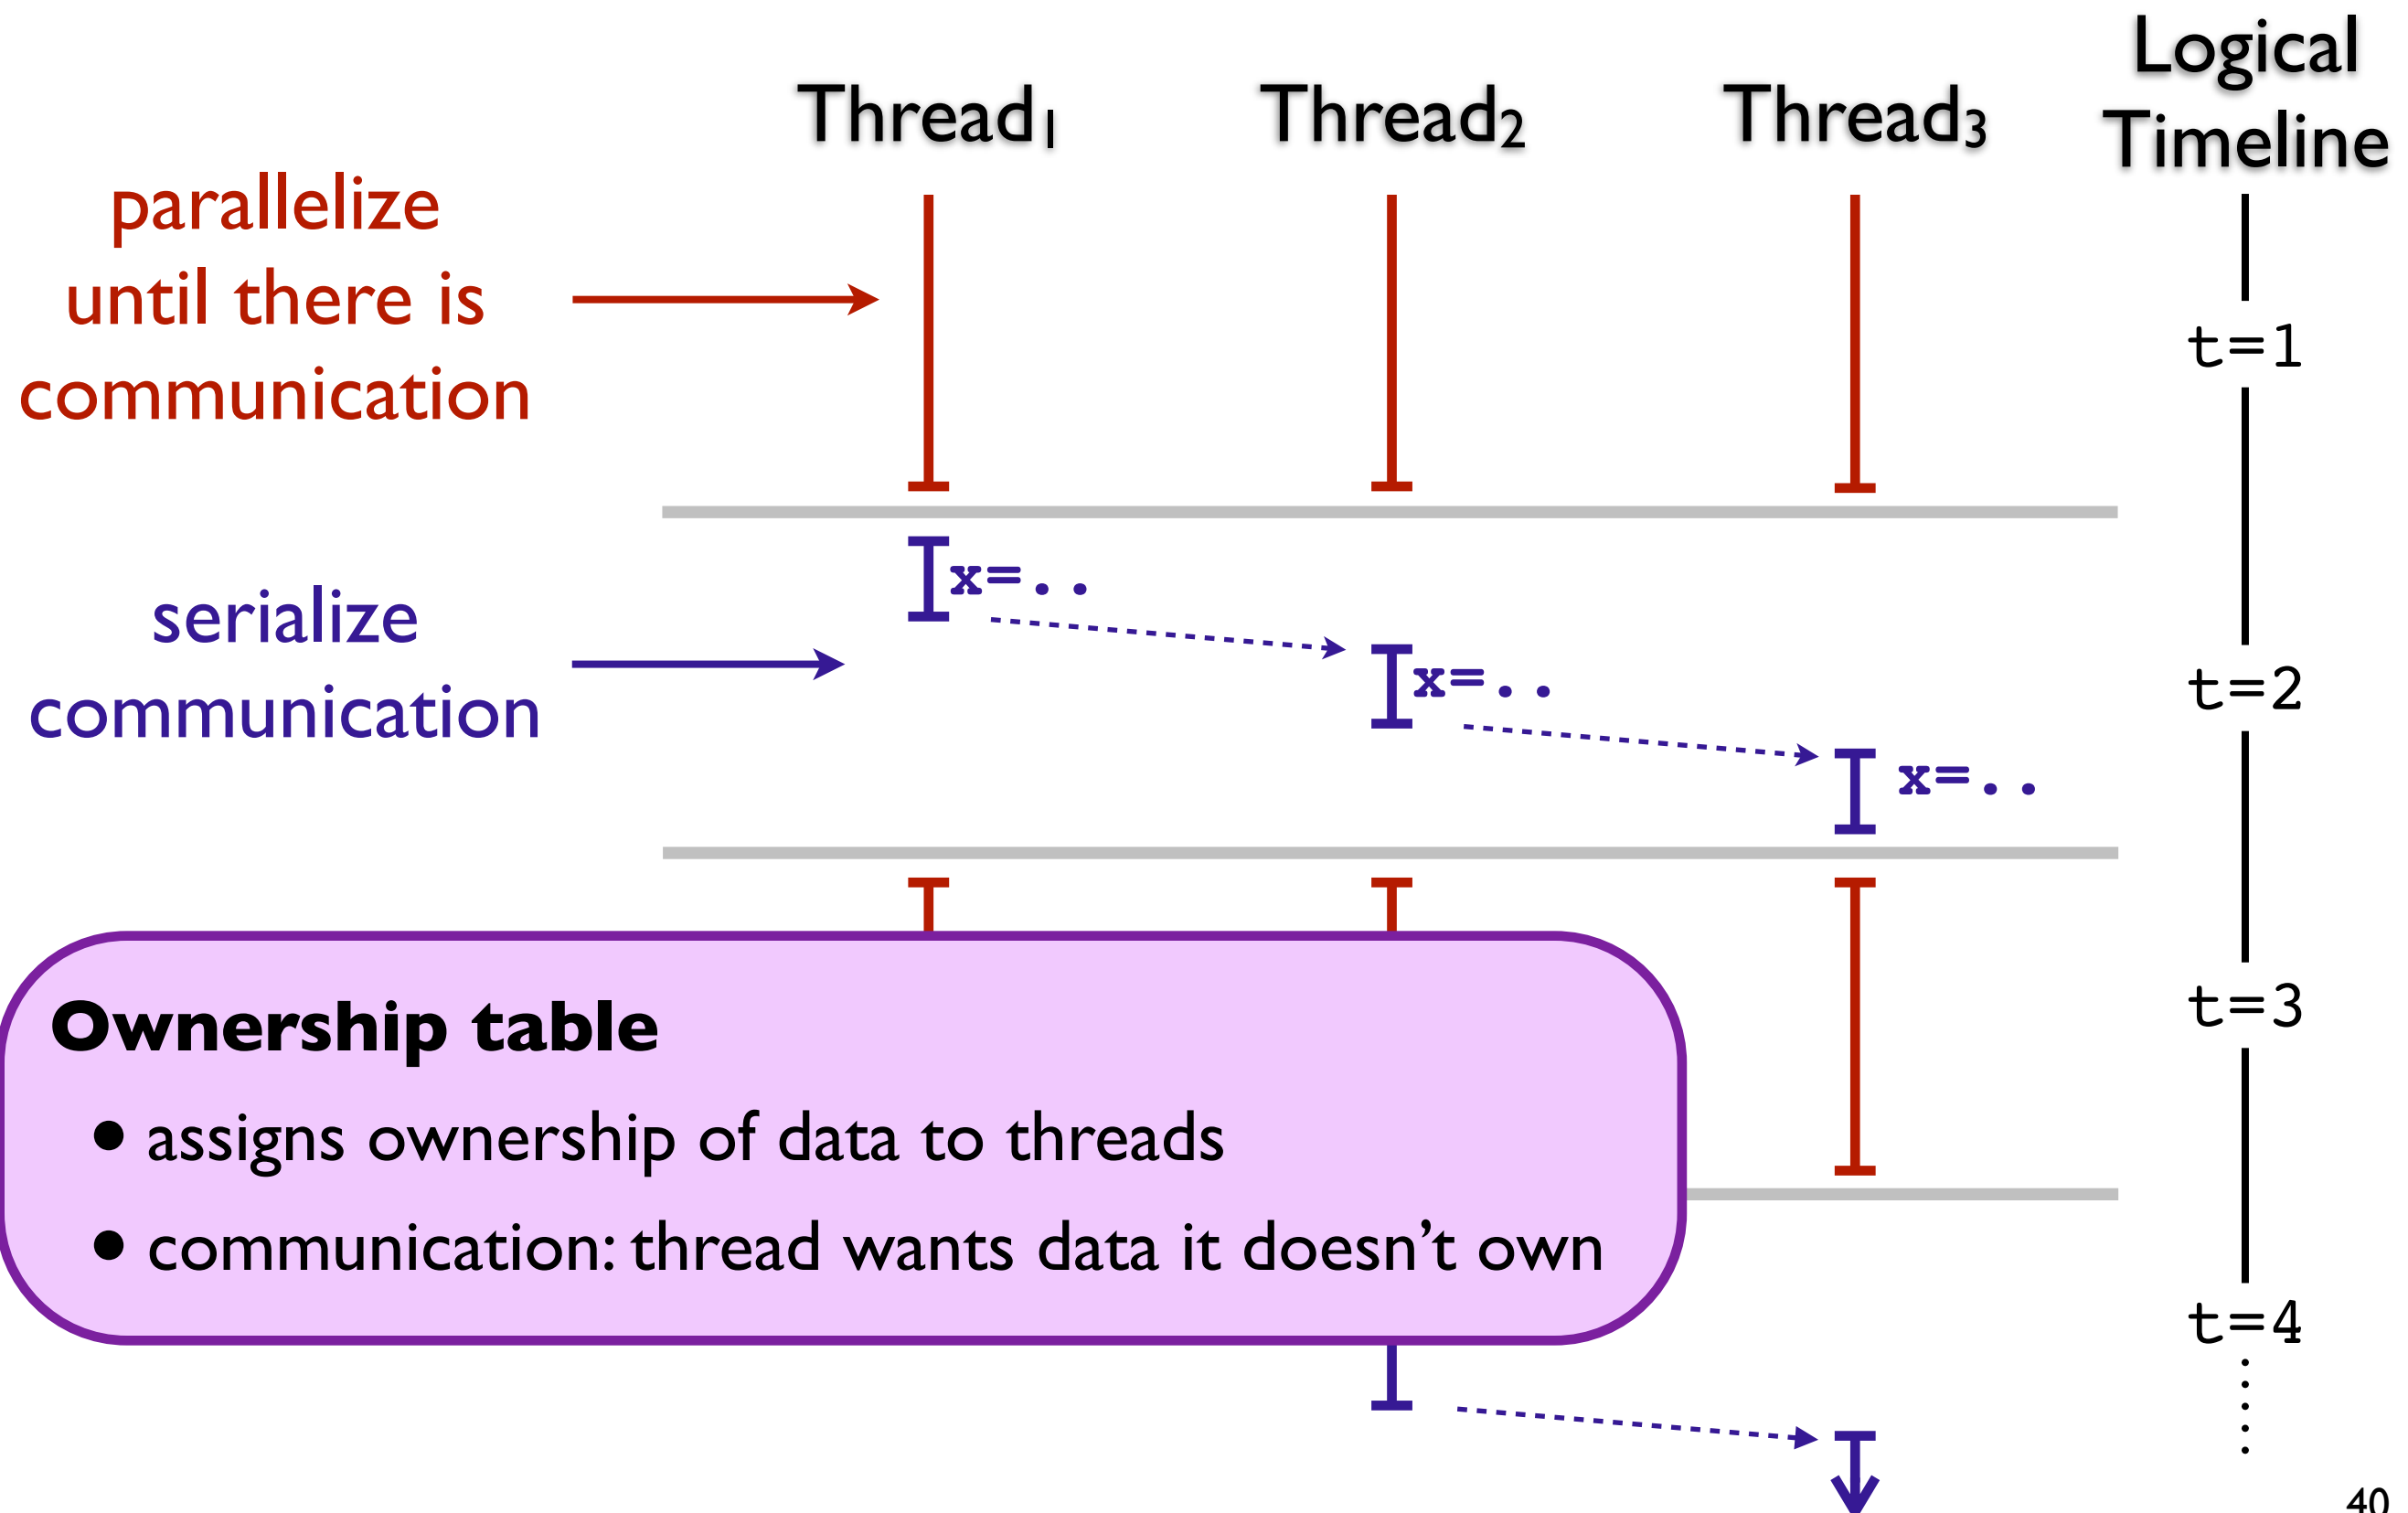 Logical
Timeline
Thread1
Thread2
Thread3
parallelize
until there is
communication
t=1
x=..
serialize
communication
x=..
t=2
x=..
t=3
Ownership table
• assigns ownership of data to threads
• communication: thread wants data it doesn’t own
t=4
40